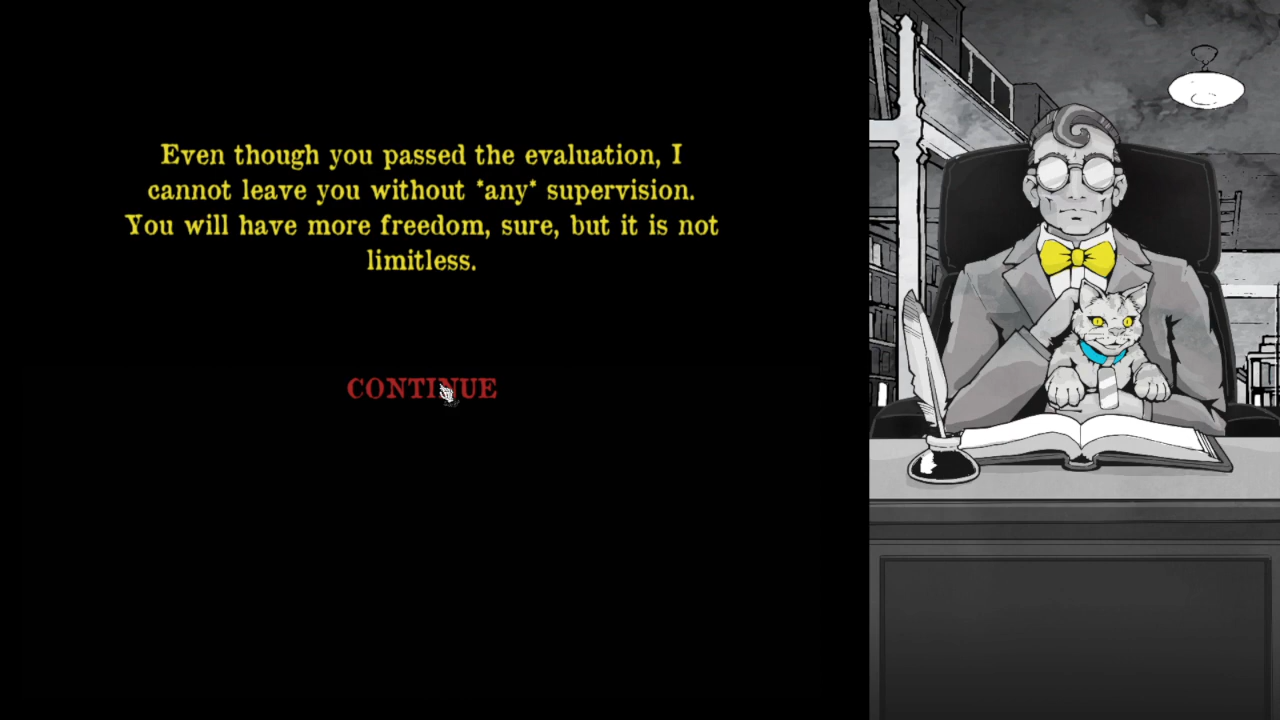 Even though you passed the evaluation, I
cannot leave you without *any* supervision.
You will have more freedom, sure, but it is not
limitless.
CONTINUE